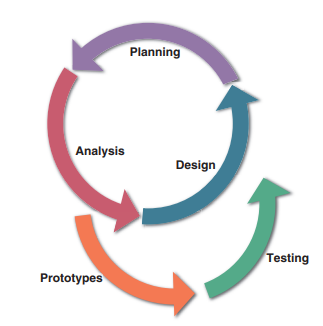 Planning
Analysis
Design
Testing
Prototypes